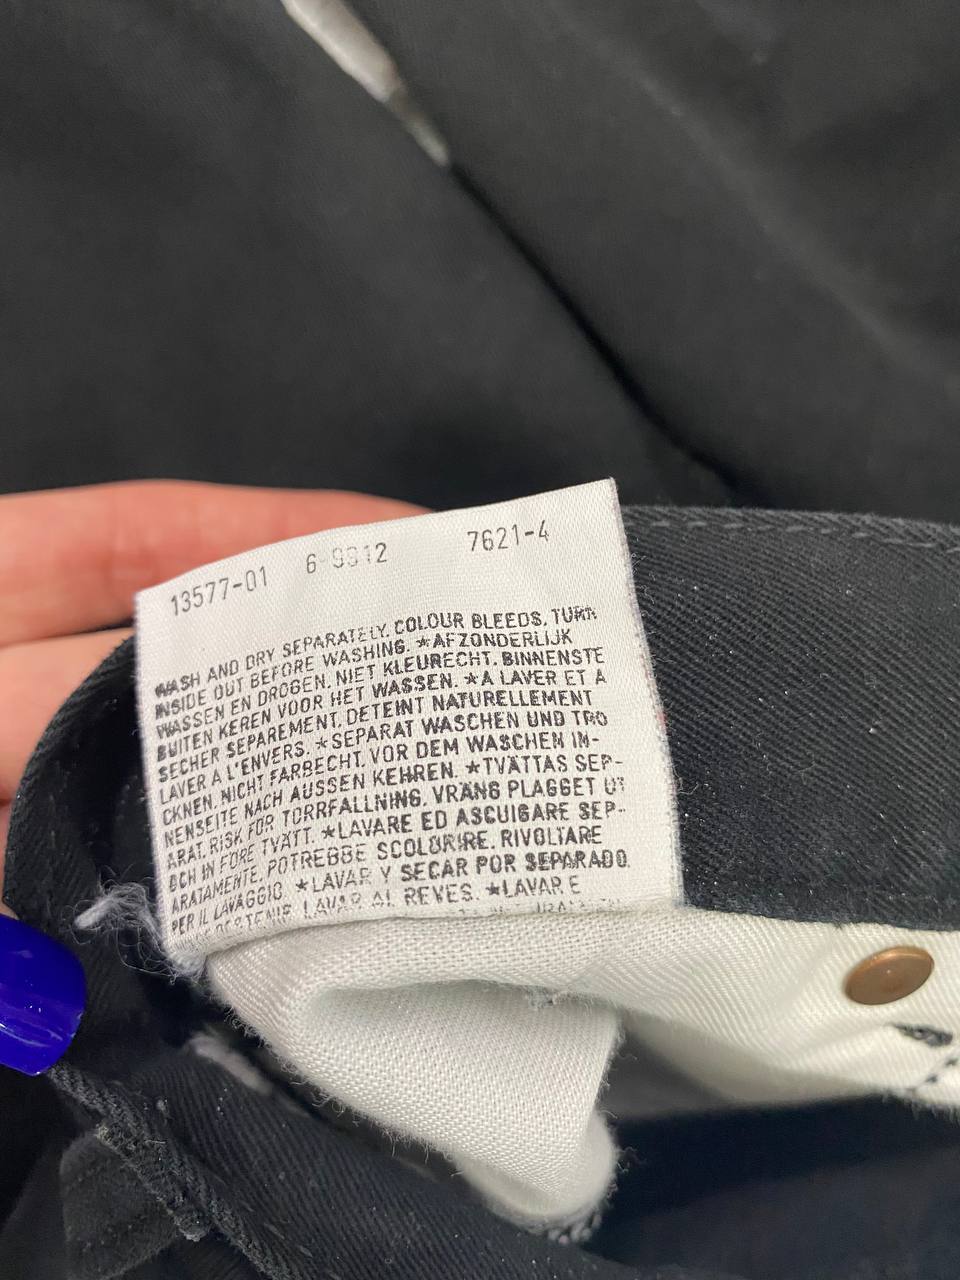 13577-01 6-9812 7621-4
WASH AND DRY SEPARATELY. COLOUR BLEEDS. TURN
INSIDE OUT BEFORE WASHING. *AFZONDERLIJK
WASSEN EN DROGEN. NIET KLEURECHT. BINNENSTE
BUITEN KEREN VOOR HET WASSEN. *A LAVER ET A
SECHER SEPAREMENT. DETEINT NATURELLEMENT
LAVER A L'ENVERS. *SEPARAT WASCHEN UND TRO
CKNEN. NICHT FARBECHT. VOR DEM WASCHEN IN-
NENSEITE NACH AUSSEN KEHREN. *TVÄTTAS SEP-
ARAT. RISK FÖR TORRFALLNING. VRÄNG PLAGGET UT
OCH IN FÖRE TVÄTT. *LAVARE ED ASCUIGARE SEP-
ARATAMENTE. POTREBBE SCOLORIRE. RIVOLTARE
PER IL LAVAGGIO. *LAVAR Y SECAR POR SEPARADO.
LAVAR AL REVES. *LAVAR E